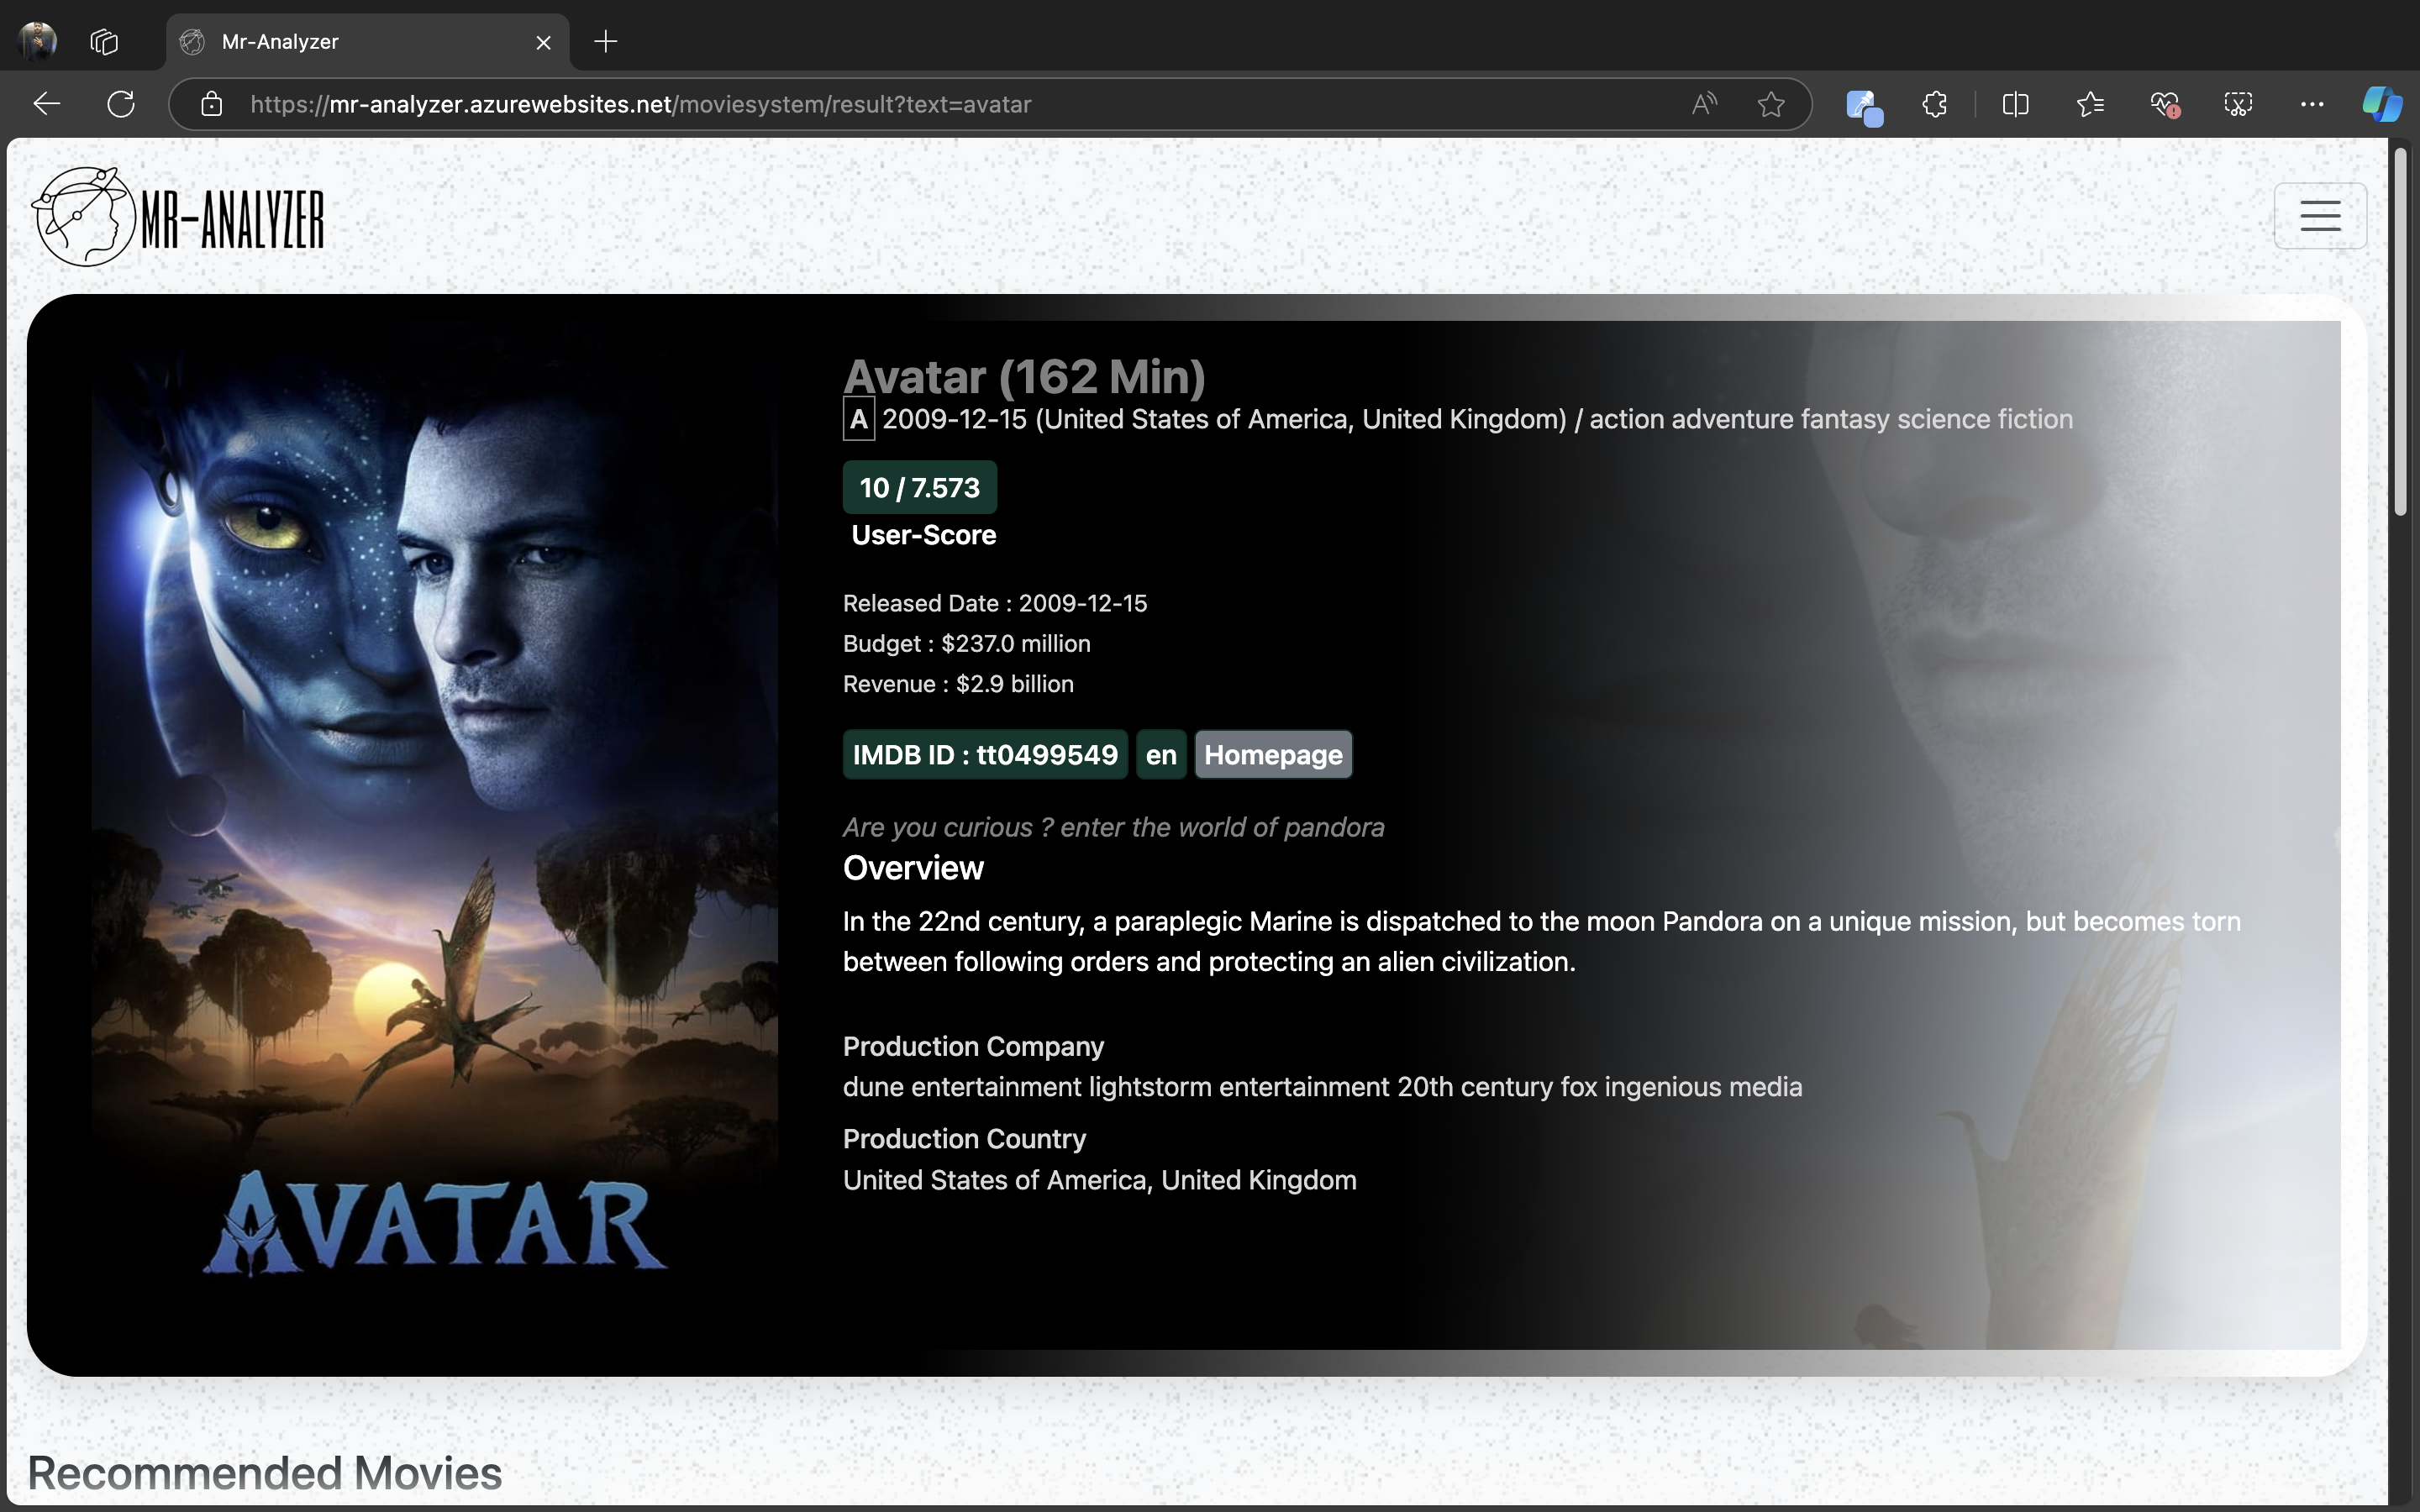 Mr-Analyzer
https://mr-analyzer.azurewebsites.net/moviesystem/result?text=avatar
MR-ANALYZER
Avatar (162 Min)
A 2009-12-15 (United States of America, United Kingdom) / action adventure fantasy science fiction
10 / 7.573
User-Score
Released Date : 2009-12-15
Budget : $237.0 million
Revenue : $2.9 billion
IMDB ID : tt0499549 en Homepage
Are you curious ? enter the world of pandora
Overview
In the 22nd century, a paraplegic Marine is dispatched to the moon Pandora on a unique mission, but becomes torn
between following orders and protecting an alien civilization.
Production Company
dune entertainment lightstorm entertainment 20th century fox ingenious media
Production Country
United States of America, United Kingdom
AVATAR
Recommended Movies